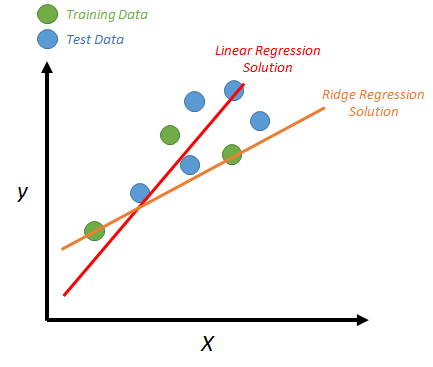 Training Data
Test Data
Linear Regression
Solution
Ridge Regression
Solution
y
X